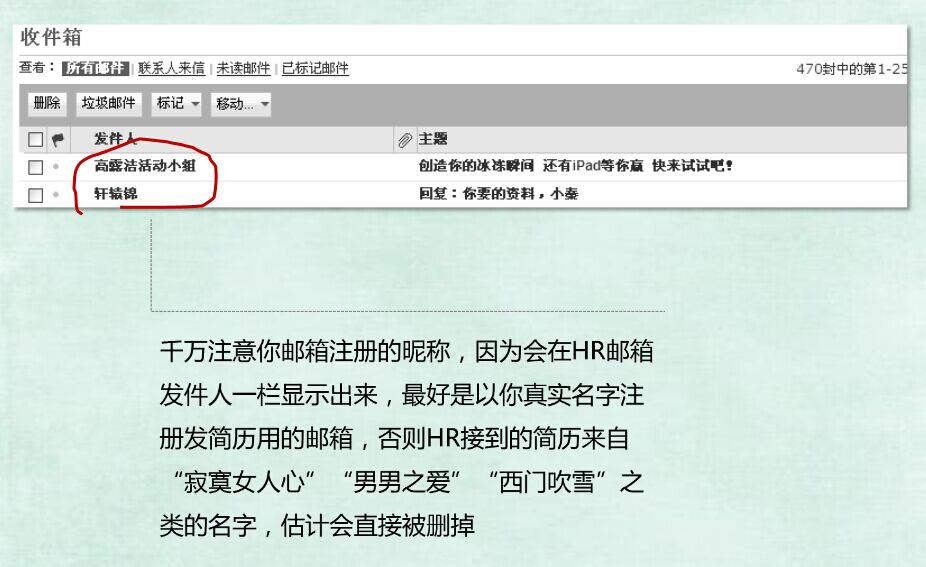 收件箱
查看： 所有邮件 | 联系人来信 | 未读邮件 | 已标记邮件 470封中的第1-25
删除 垃圾邮件 标记 移动...
发件人 主题
高露洁活动小组 创造你的冰冻瞬间 还有iPad等你赢 快来试试吧！
轩辕锦 回复：你要的资料，小秦
千万注意你邮箱注册的昵称，因为会在HR邮箱
发件人一栏显示出来，最好是以你真实名字注
册发简历用的邮箱，否则HR接到的简历来自
“寂寞女人心”“男男之爱”“西门吹雪”之
类的名字，估计会直接被删掉